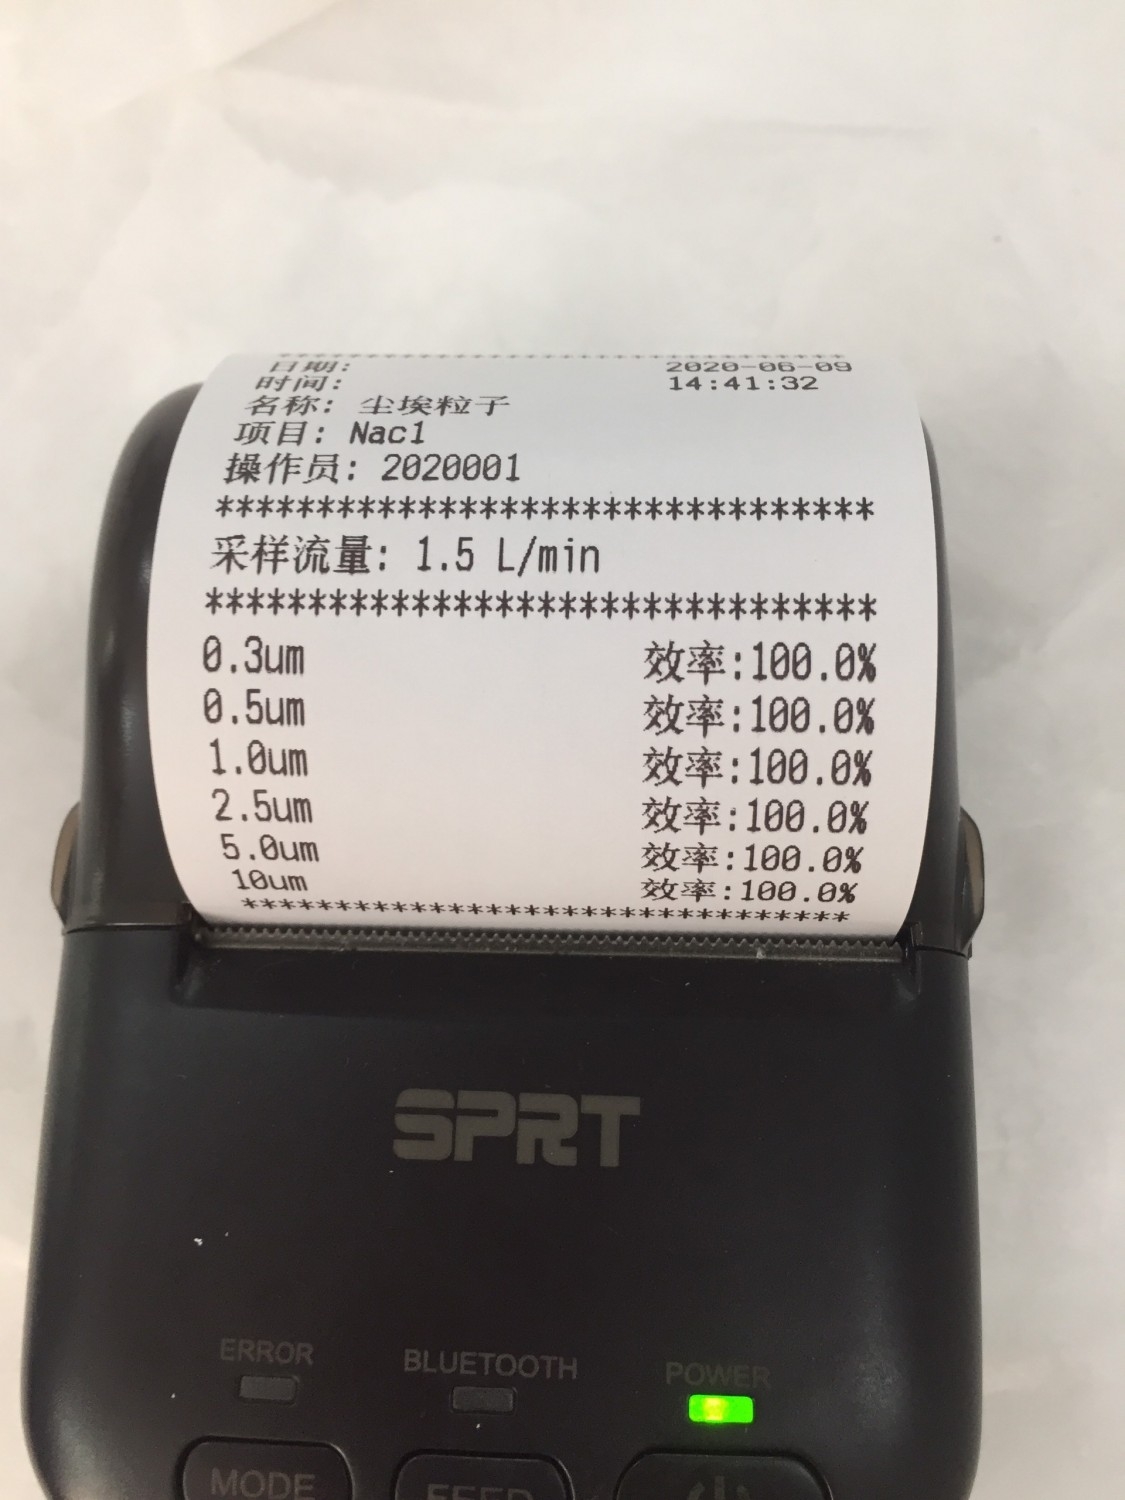 ********************************
日期: 2020-06-09
时间: 14:41:32
名称: 尘埃粒子
项目: Nac1
操作员: 2020001
********************************
采样流量: 1.5 L/min
********************************
0.3um 效率:100.0%
0.5um 效率:100.0%
1.0um 效率:100.0%
2.5um 效率:100.0%
5.0um 效率:100.0%
10um 效率:100.0%
********************************
SPRT
ERROR BLUETOOTH POWER
MODE FEED